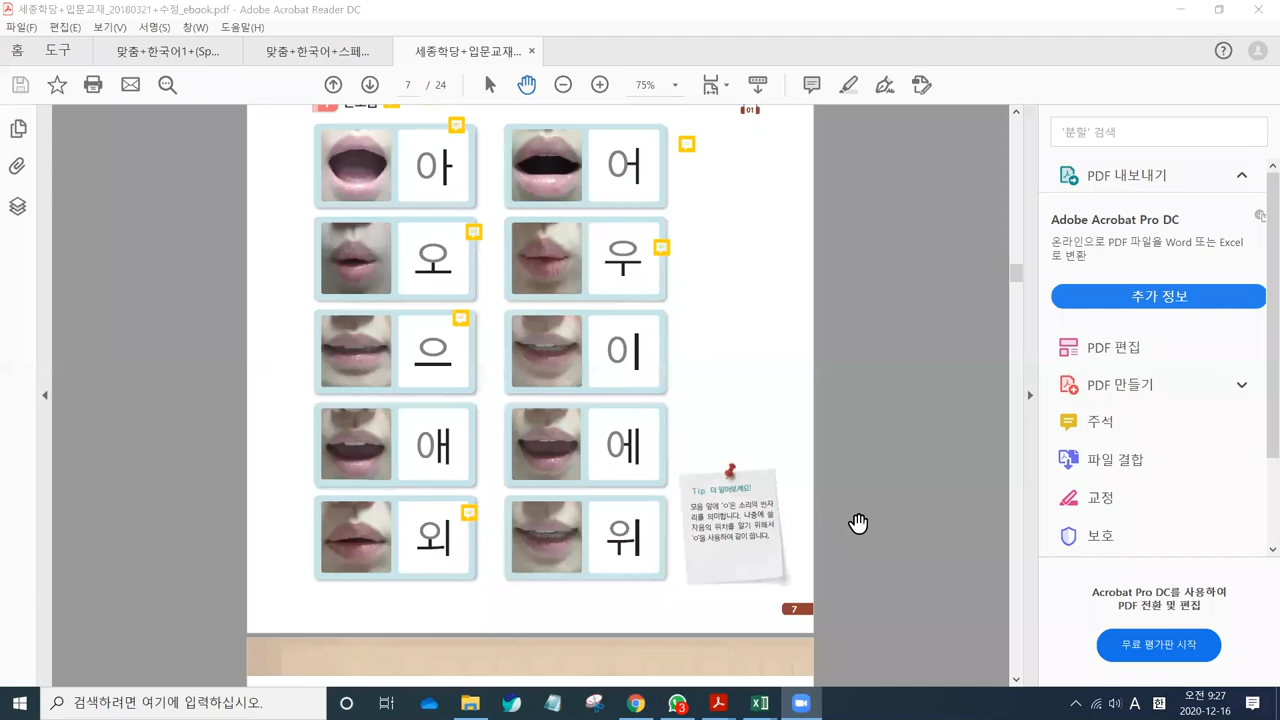 세종학당+입문교재_20180321+수정_ebook.pdf - Adobe Acrobat Reader DC
파일(F) 편집(E) 보기(V) 서명(S) 창(W) 도움말(H)
홈 도구 맞춤+한국어1+(Sp... 맞춤+한국어+스페... 세종학당+입문교재... ×
7 / 24 75%
'분할' 검색
01
아 어
오 우
으 이
애 에
외 위
Tip 더 알아보세요!
모음 앞에 'ㅇ'은 소리의 빈자
리를 의미합니다. 나중에 쓸
자음의 위치를 알기 위해서
'ㅇ'을 사용하여 같이 씁니다.
7
PDF 내보내기
Adobe Acrobat Pro DC
온라인으로 PDF 파일을 Word 또는 Excel
로 변환
추가 정보
PDF 편집
PDF 만들기
주석
파일 결합
교정
보호
Acrobat Pro DC를 사용하여
PDF 전환 및 편집
무료 평가판 시작
검색하려면 여기에 입력하십시오.
3
A 한
오전 9:27
2020-12-16